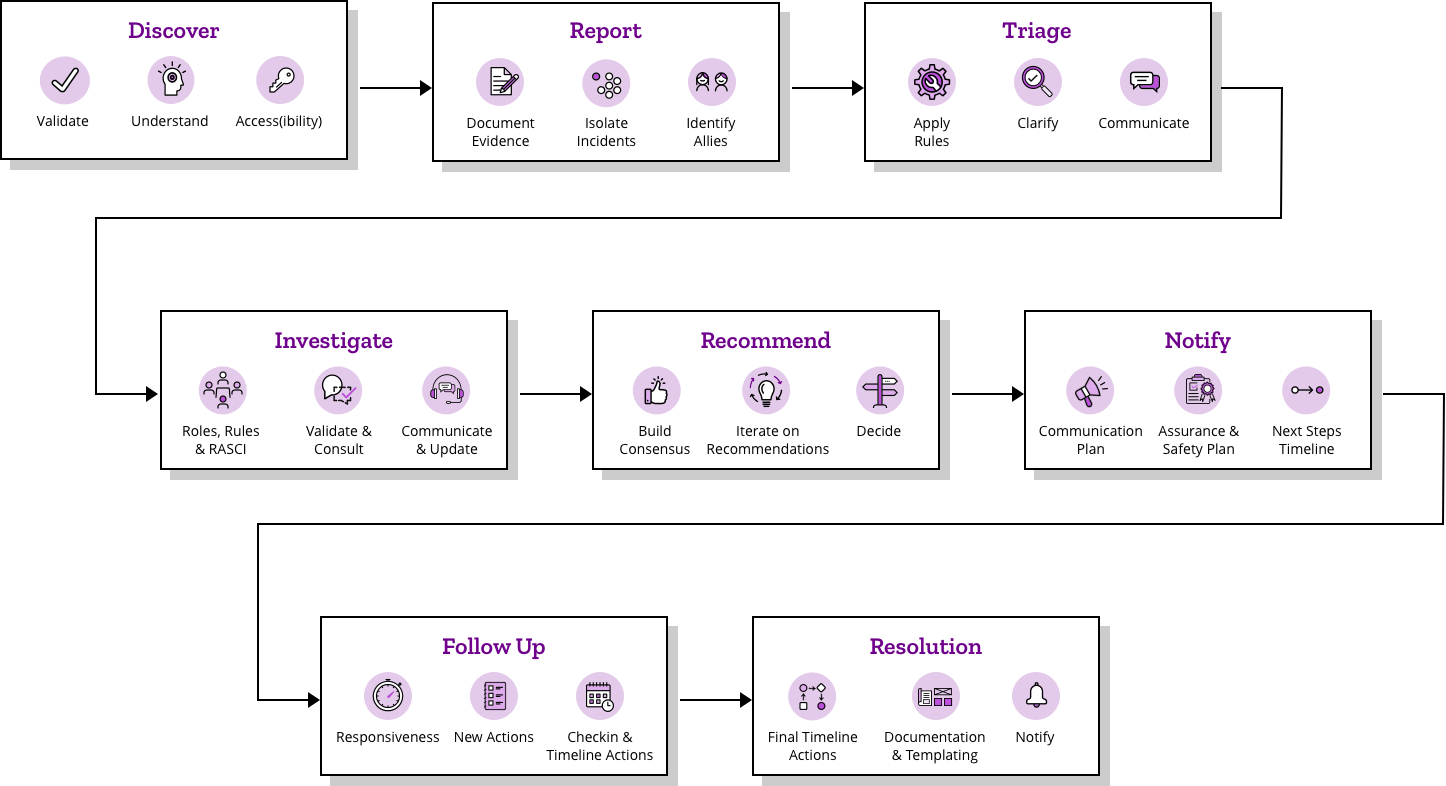 Discover
Validate
Understand
Access(ibility)
Report
Document
Evidence
Isolate
Incidents
Identify
Allies
Triage
Apply
Rules
Clarify
Communicate
Investigate
Roles, Rules
& RASCI
Validate &
Consult
Communicate
& Update
Recommend
Build
Consensus
Iterate on
Recommendations
Decide
Notify
Communication
Plan
Assurance &
Safety Plan
Next Steps
Timeline
Follow Up
Responsiveness
New Actions
Checkin &
Timeline Actions
Resolution
Final Timeline
Actions
Documentation
& Templating
Notify